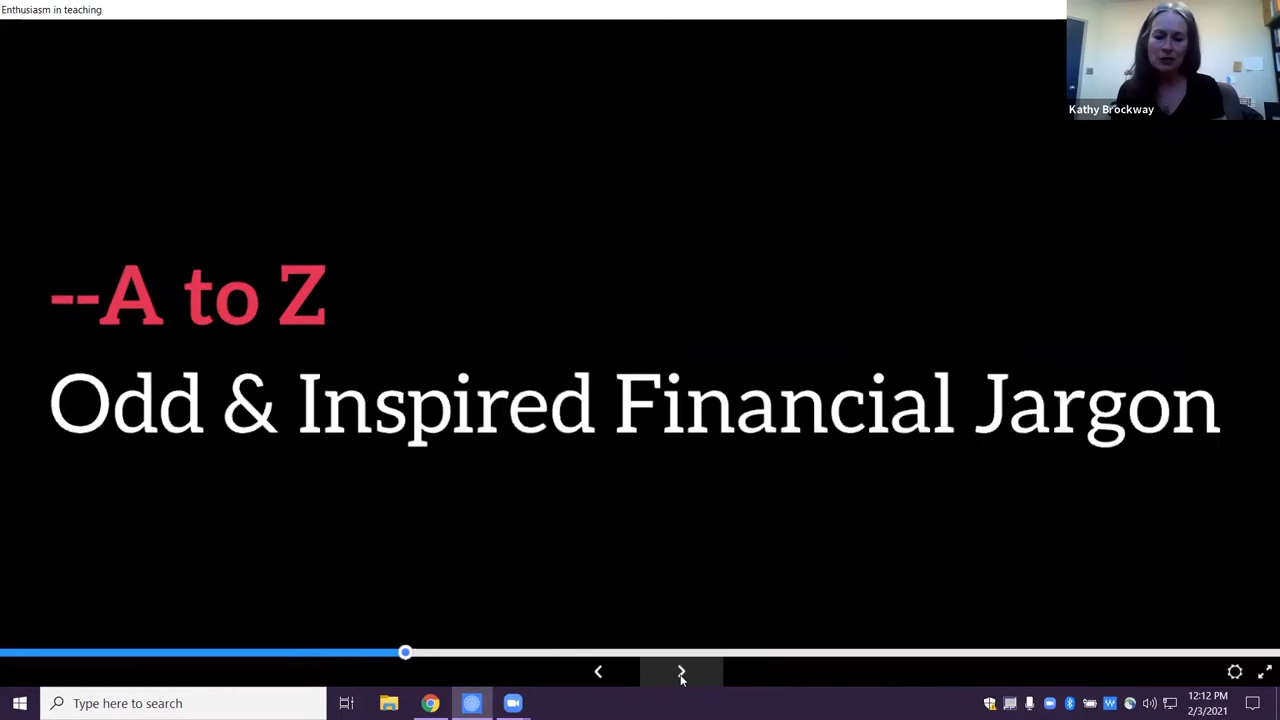 Enthusiasm in teaching
Kathy Brockway
--A to Z
Odd & Inspired Financial Jargon
Type here to search
12:12 PM
2/3/2021